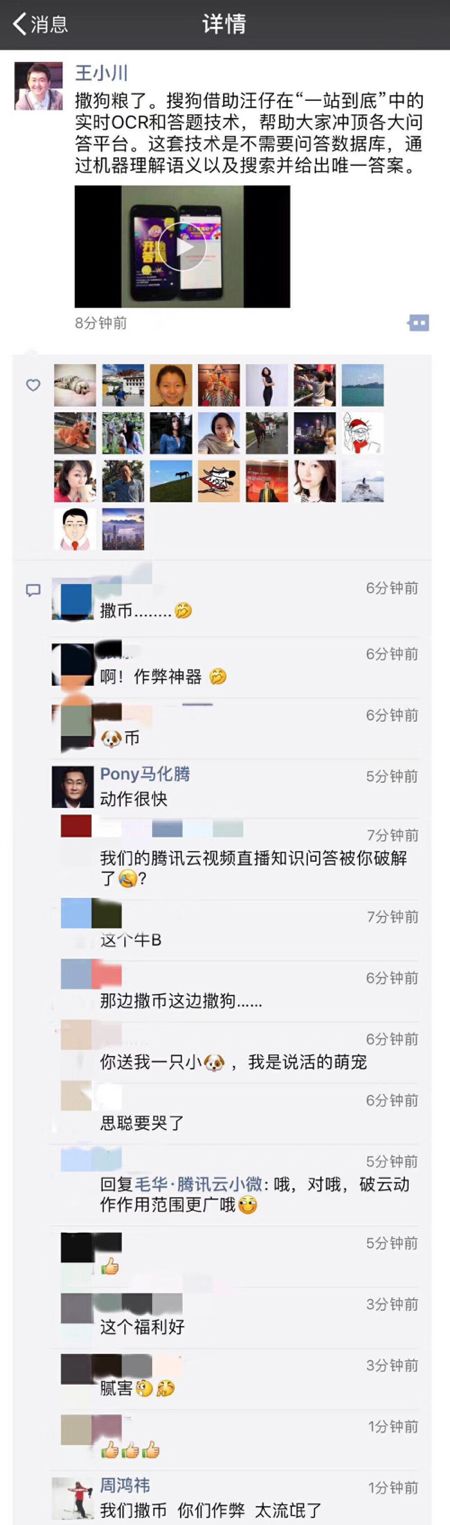 消息
详情
王小川
撒狗粮了。搜狗借助汪仔在“一站到底”中的
实时OCR和答题技术，帮助大家冲顶各大问
答平台。这套技术是不需要问答数据库，通
过机器理解语义以及搜索并给出唯一答案。
8分钟前
6分钟前
撒币........🤭
6分钟前
啊！作弊神器 🤭
6分钟前
🐶币
Pony马化腾
5分钟前
动作很快
7分钟前
我们的腾讯云视频直播知识问答被你破解
了😂?
7分钟前
这个牛B
6分钟前
那边撒币这边撒狗......
6分钟前
你送我一只小🐶，我是说活的萌宠
6分钟前
思聪要哭了
5分钟前
回复毛华·腾讯云小微: 哦，对哦，破云动
作作用范围更广哦😁
5分钟前
👍
3分钟前
这个福利好
3分钟前
腻害
1分钟前
👍👍👍
周鸿祎
1分钟前
我们撒币 你们作弊 太流氓了